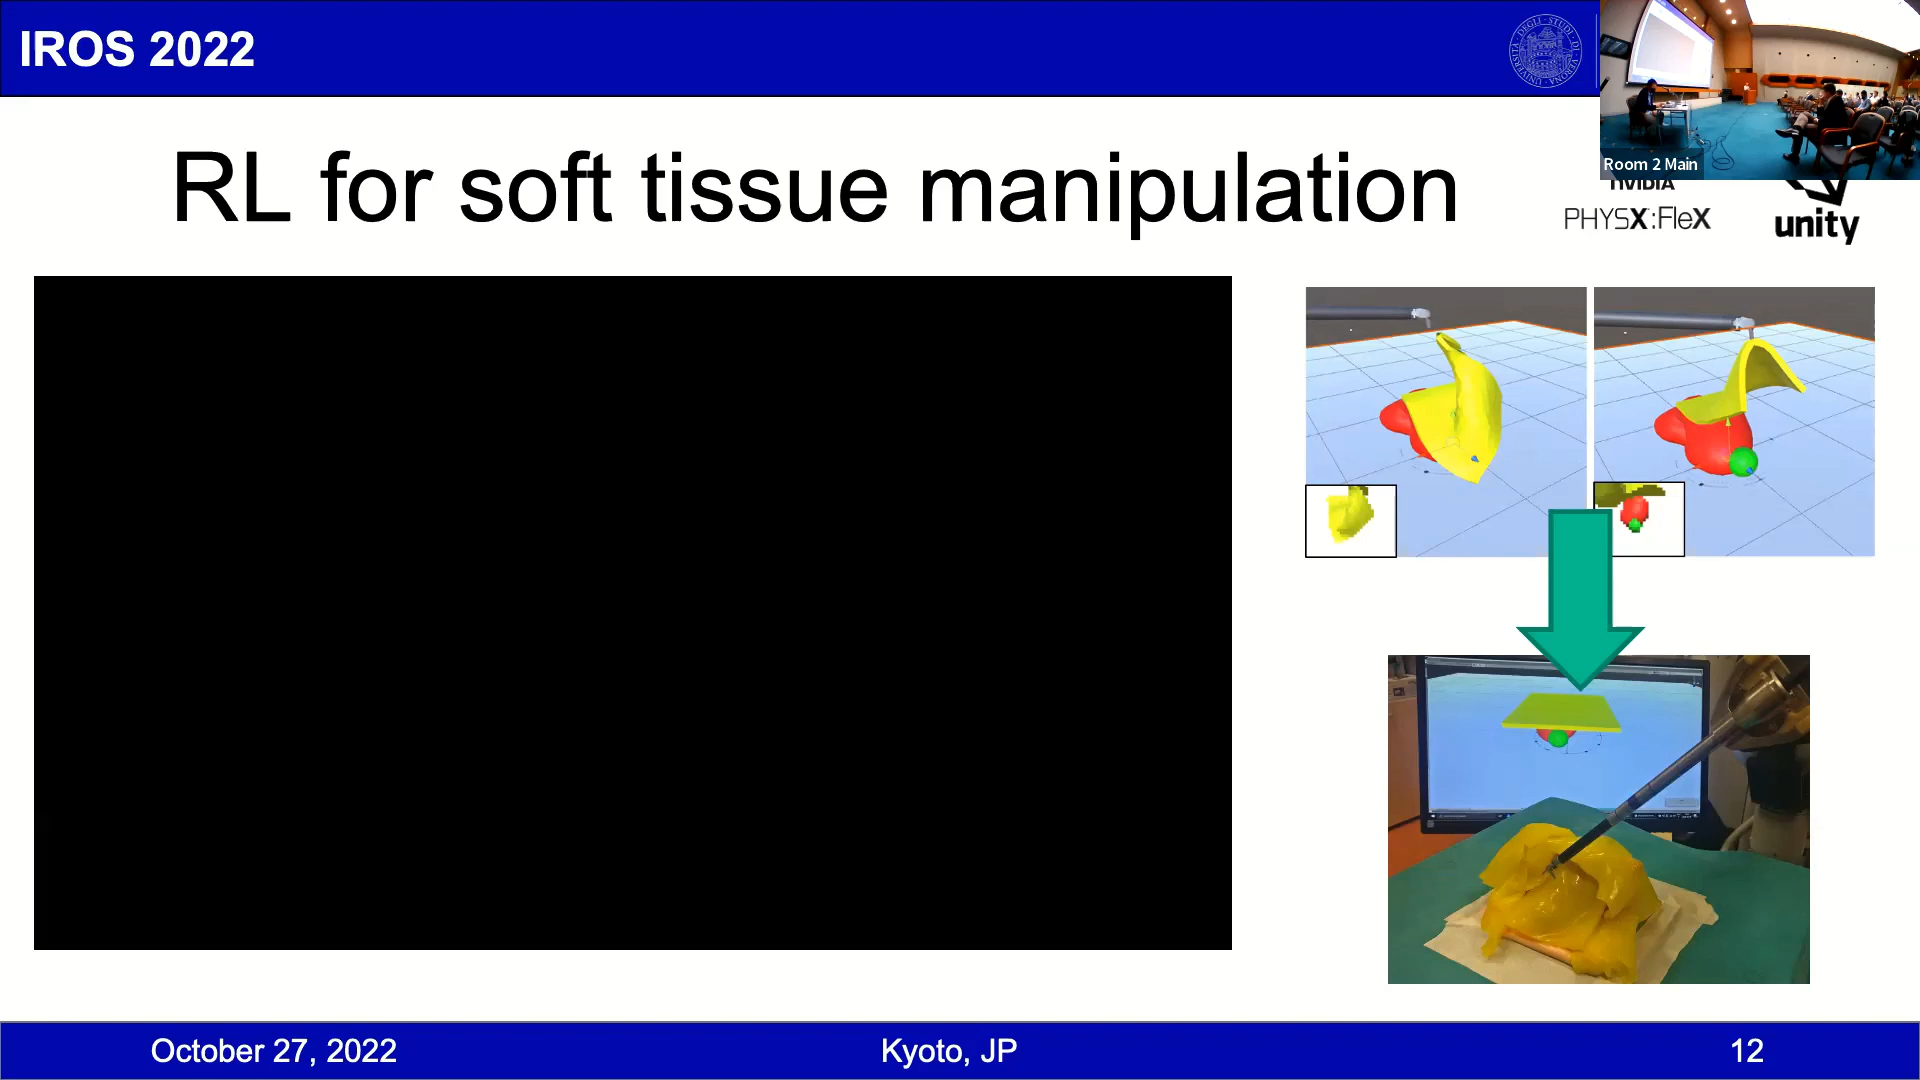 IROS 2022
Room 2 Main
RL for soft tissue manipulation
NVIDIA
PHYSX:FleX
unity
October 27, 2022
Kyoto, JP
12